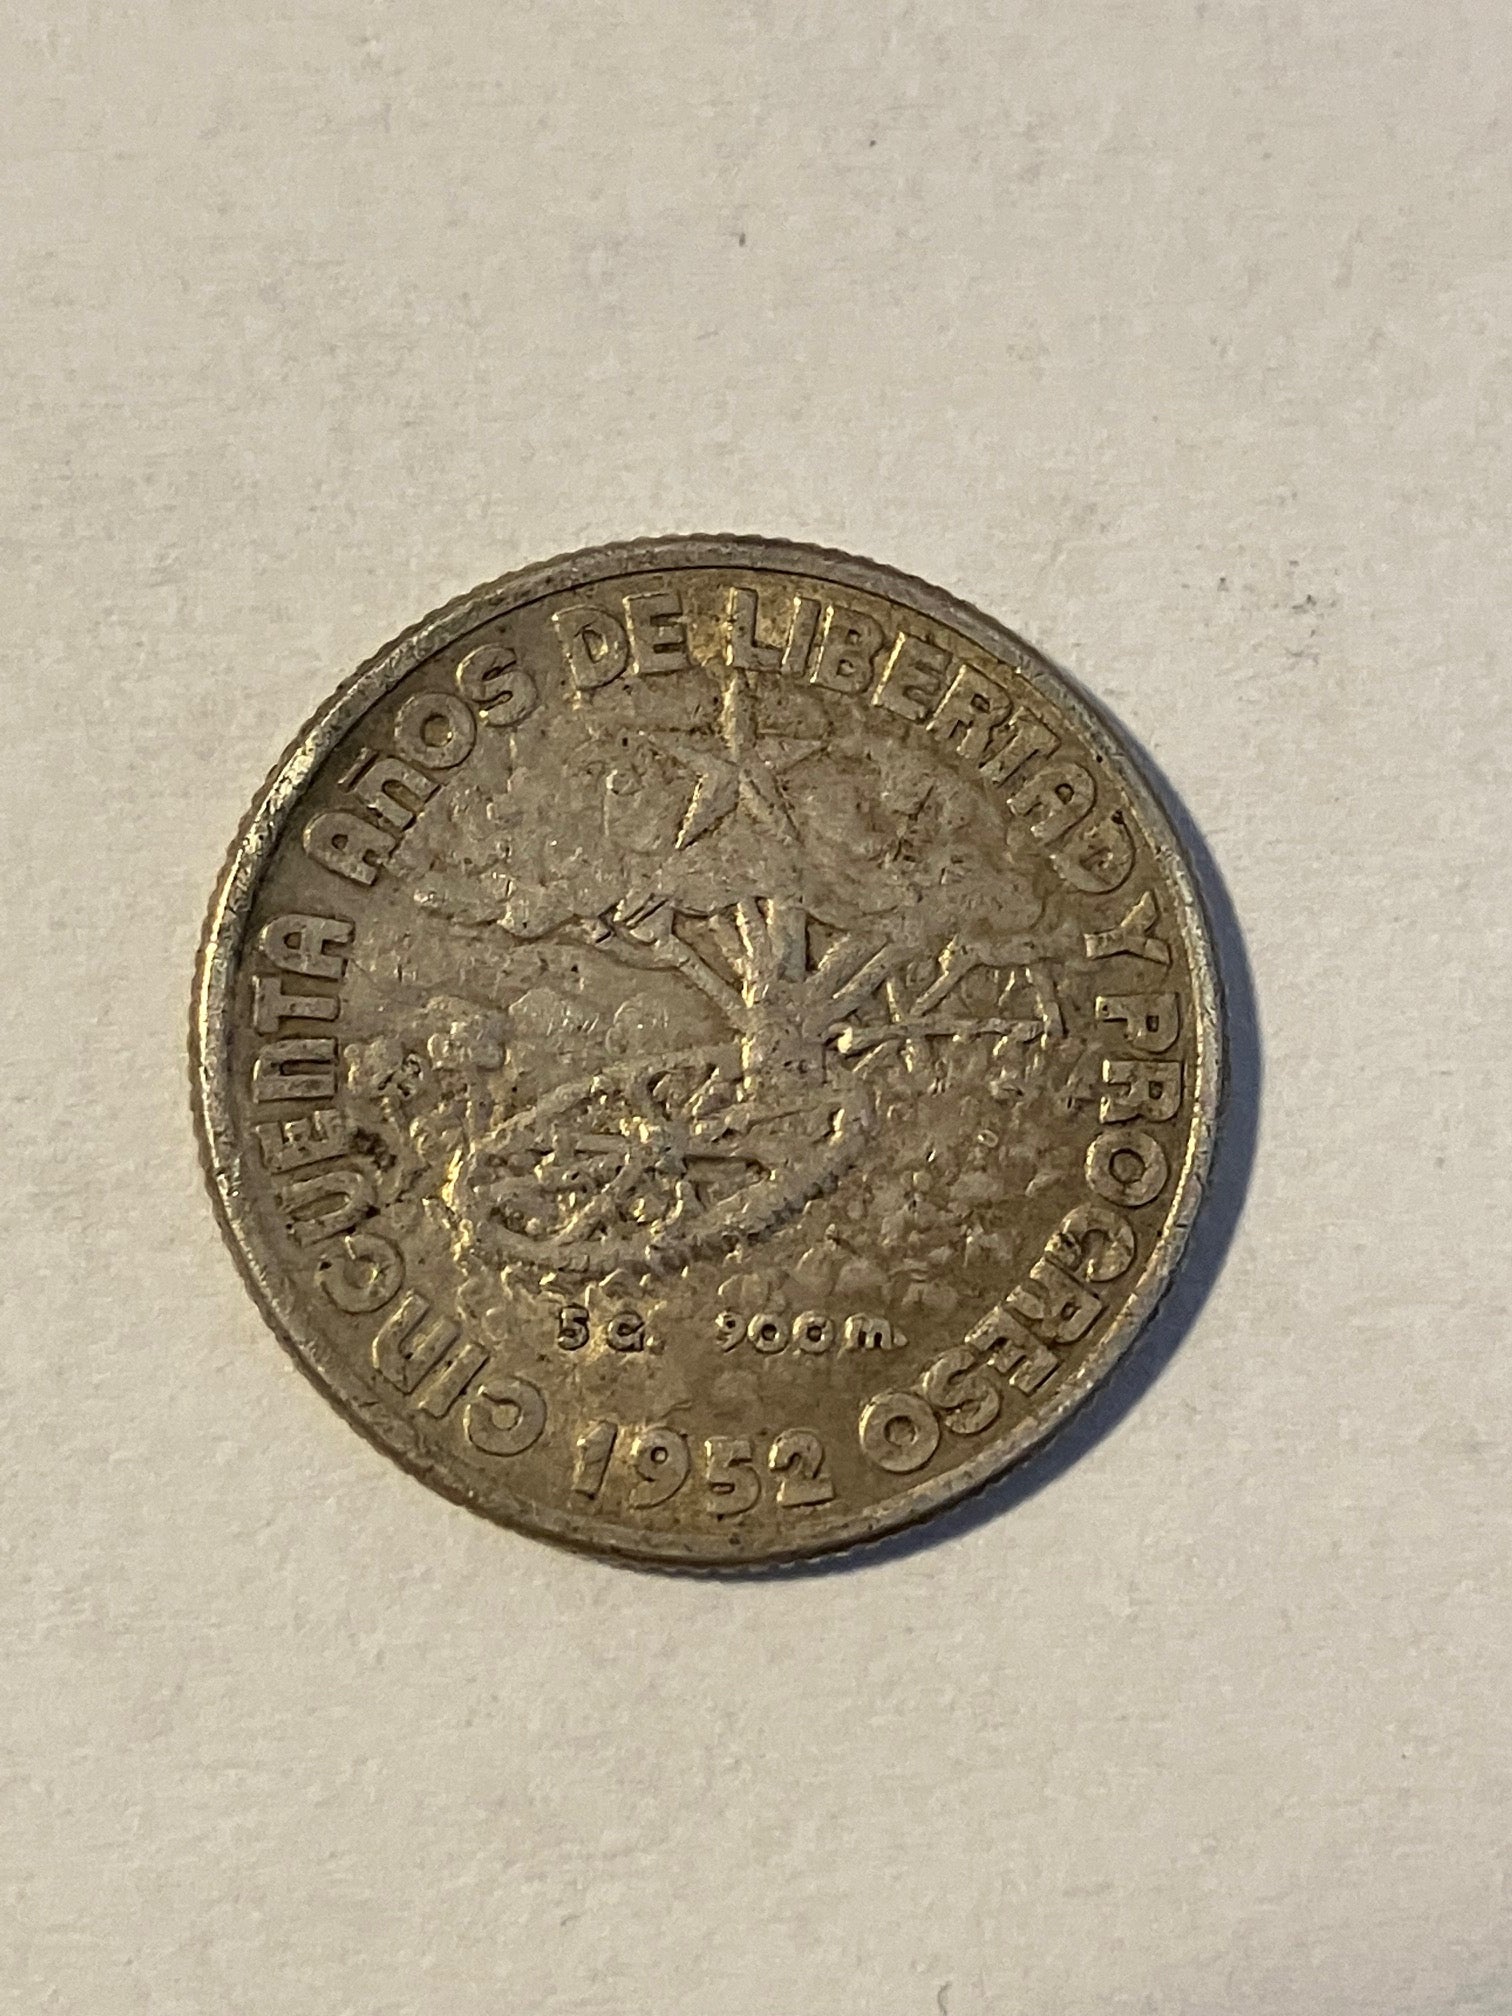 CINCUENTA AÑOS DE LIBERTAD Y PROGRESO
5 G. 900 m.
1952